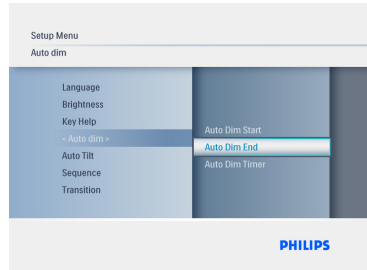 Setup Menu
Auto dim
Language
Brightness
Key Help
< Auto dim >
Auto Tilt
Sequence
Transition
Auto Dim Start
Auto Dim End
Auto Dim Timer
PHILIPS